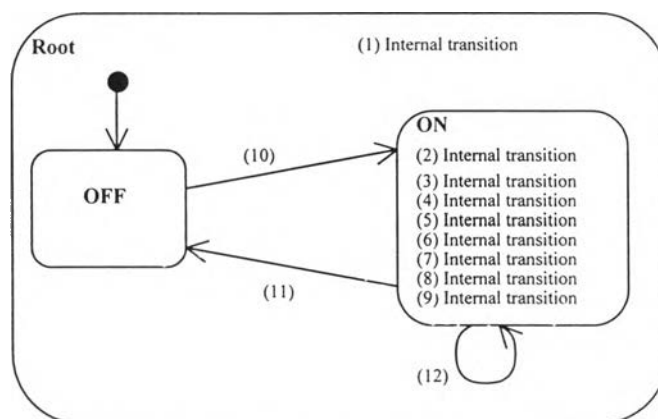 Root
(1) Internal transition
ON
(2) Internal transition
(3) Internal transition
(4) Internal transition
(5) Internal transition
(6) Internal transition
(7) Internal transition
(8) Internal transition
(9) Internal transition
(10)
OFF
(11)
(12)